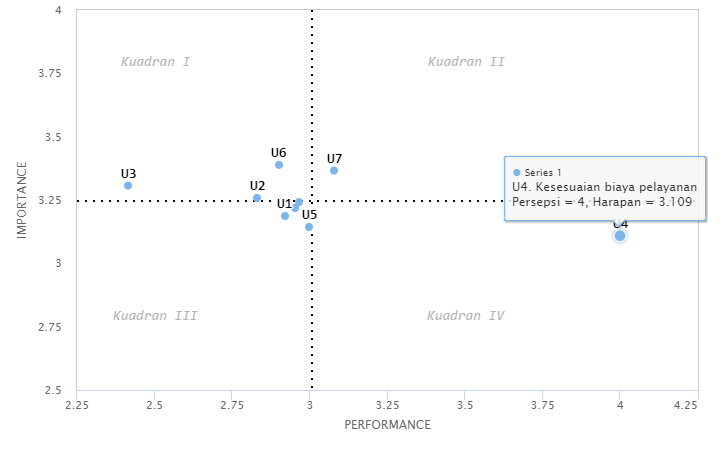 4
Kuadran I
Kuadran II
3.75
3.5
U6
U7
U3
U2
Series 1
U4. Kesesuaian biaya pelayanan
Persepsi = 4, Harapan = 3.109
3.25
U1
U5
U4
IMPORTANCE
3
Kuadran III
Kuadran IV
2.75
2.5
2.25
2.5
2.75
3
3.25
3.5
3.75
4
4.25
PERFORMANCE